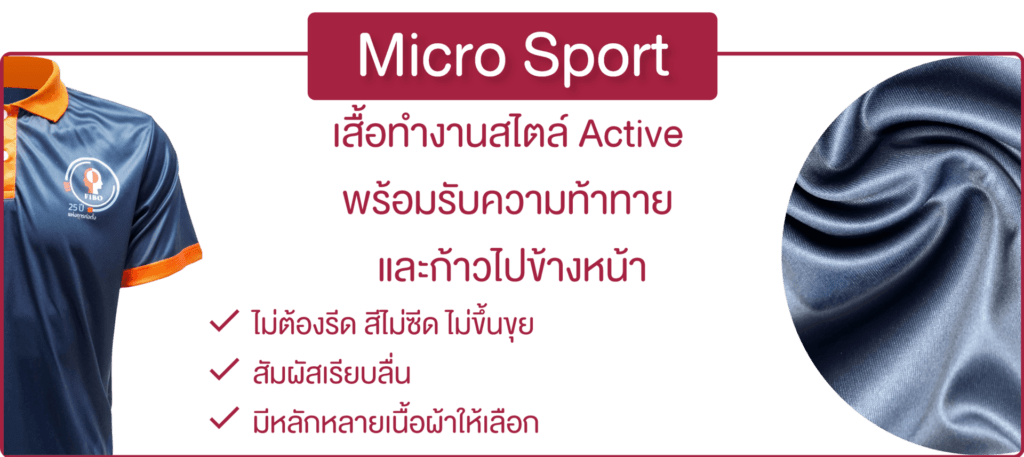 Micro Sport
เสื้อทำงานสไตล์ Active
พร้อมรับความท้าทาย
และก้าวไปข้างหน้า
ไม่ต้องรีด สีไม่ซีด ไม่ขึ้นขุย
สัมผัสเรียบลื่น
มีหลักหลายเนื้อผ้าให้เลือก
FIBO
25 ปี